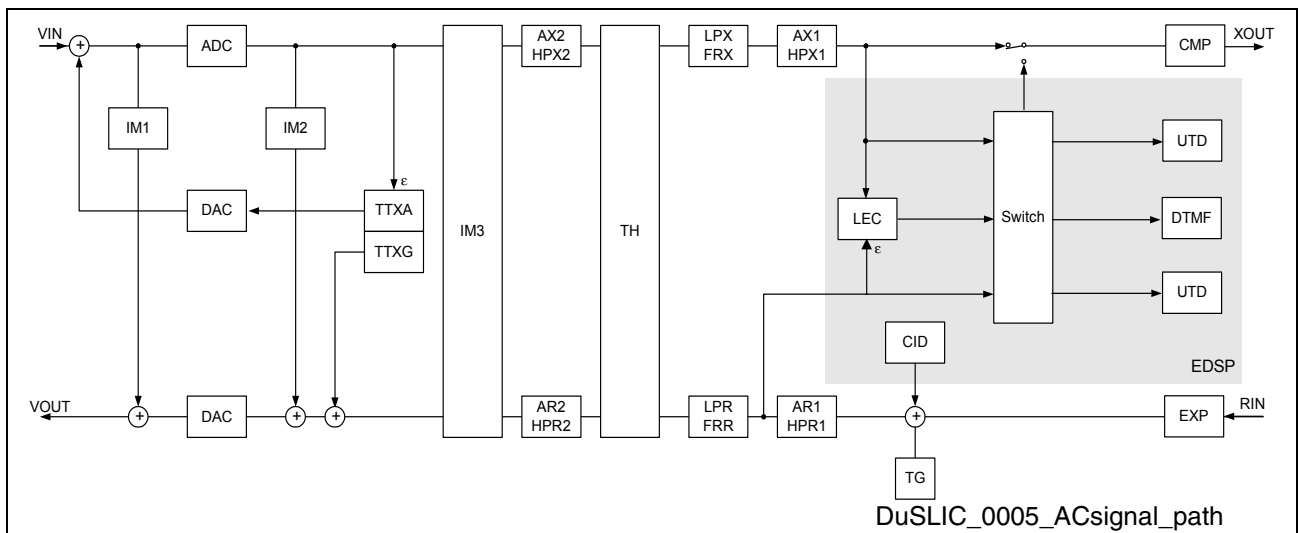 VIN
+
ADC
AX2
HPX2
LPX
FRX
AX1
HPX1
CMP
XOUT
IM1
IM2
UTD
ε
DAC
TTXA
TTXG
IM3
TH
LEC
ε
Switch
DTMF
UTD
CID
EDSP
VOUT
+
DAC
+
+
AR2
HPR2
LPR
FRR
AR1
HPR1
+
EXP
RIN
TG
DuSLIC_0005_ACsignal_path